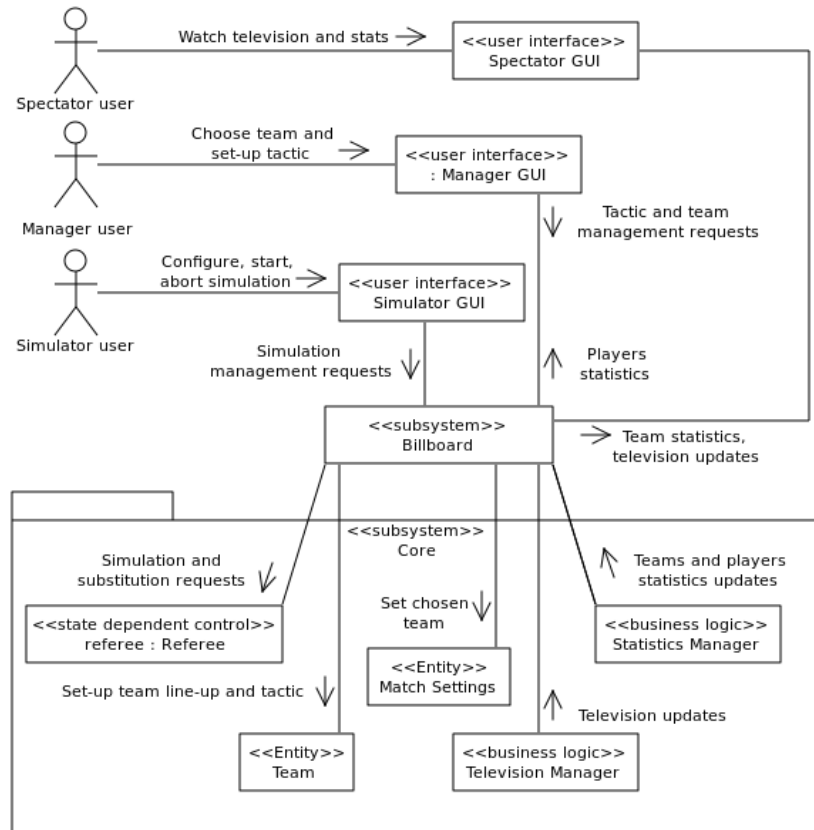 Watch television and stats
<<user interface>>
Spectator GUI
Spectator user
Choose team and
set-up tactic
<<user interface>>
: Manager GUI
Manager user
Tactic and team
management requests
Configure, start,
abort simulation
<<user interface>>
Simulator GUI
Simulator user
Simulation
management requests
Players
statistics
<<subsystem>>
Billboard
Team statistics,
television updates
<<subsystem>>
Core
Simulation and
substitution requests
Teams and players
statistics updates
<<state dependent control>>
referee : Referee
Set chosen
team
<<business logic>>
Statistics Manager
<<Entity>>
Match Settings
Set-up team line-up and tactic
Television updates
<<Entity>>
Team
<<business logic>>
Television Manager